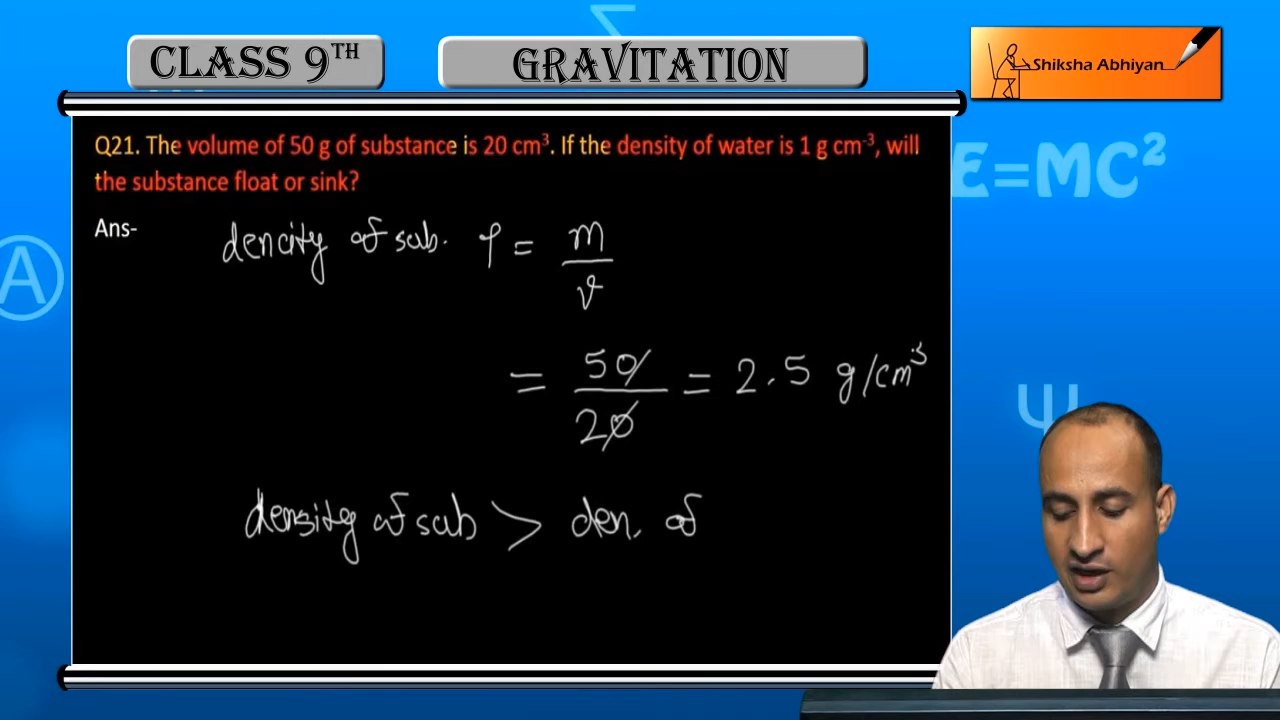 CLASS 9TH
GRAVITATION
Shiksha Abhiyan
Q21. The volume of 50 g of substance is 20 cm³. If the density of water is 1 g cm⁻³, will
the substance float or sink?
Ans-
dencity of sub. ρ = m/v
= 50/20 = 2.5 g/cm³
density of sub > den. of
E=MC²
A
Ψ
Σ